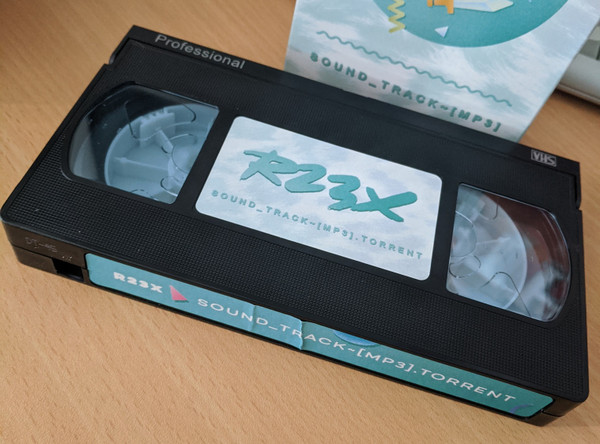 SOUND_TRACK~[MP3]
Professional
VHS
R23X
SOUND_TRACK~[MP3].TORRENT
R23X SOUND_TRACK~[MP3].TORRENT